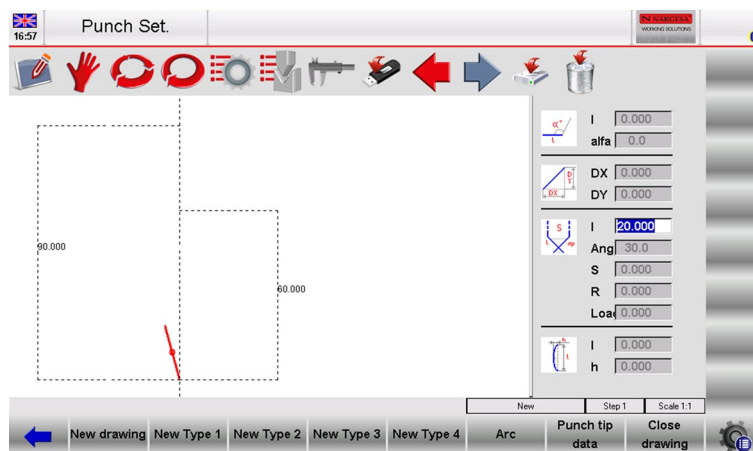 16:57
Punch Set.
N NARGESA
WORKING SOLUTIONS
l 0.000
alfa 0.0
DX 0.000
DY 0.000
l 20.000
Ang 30.0
S 0.000
R 0.000
Load 0.000
l 0.000
h 0.000
90.000
60.000
New Step 1 Scale 1:1
New drawing New Type 1 New Type 2 New Type 3 New Type 4 Arc Punch tip data Close drawing